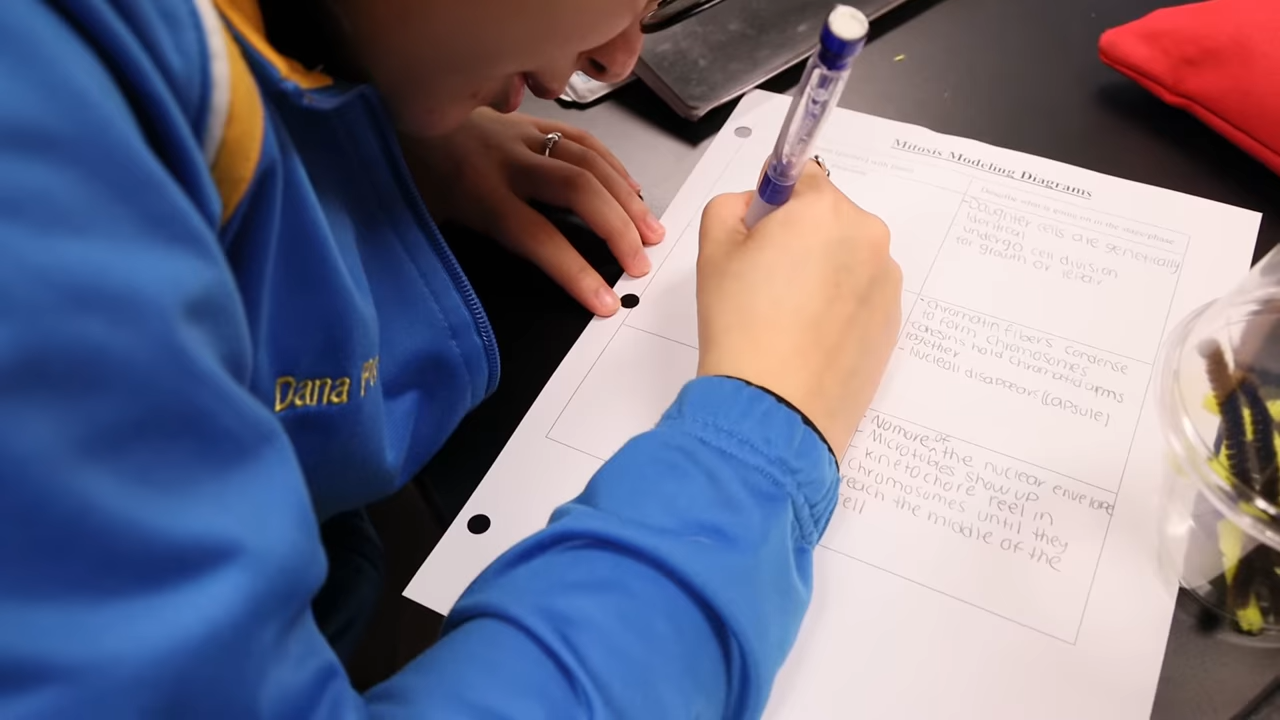 Mitosis Modeling Diagrams
Describe what is going on in the stage/phase
-Daughter cells are genetically
identical
undergo cell division
for growth or repair
- chromatin fibers condense
to form chromosomes
cohesins hold chromatid arms
together
- Nucleoli disappears (capsule)
- No more of the nuclear envelope
- Microtubles show up
- kinetochore reel in
chromosomes until they
reach the middle of the
cell
Dana